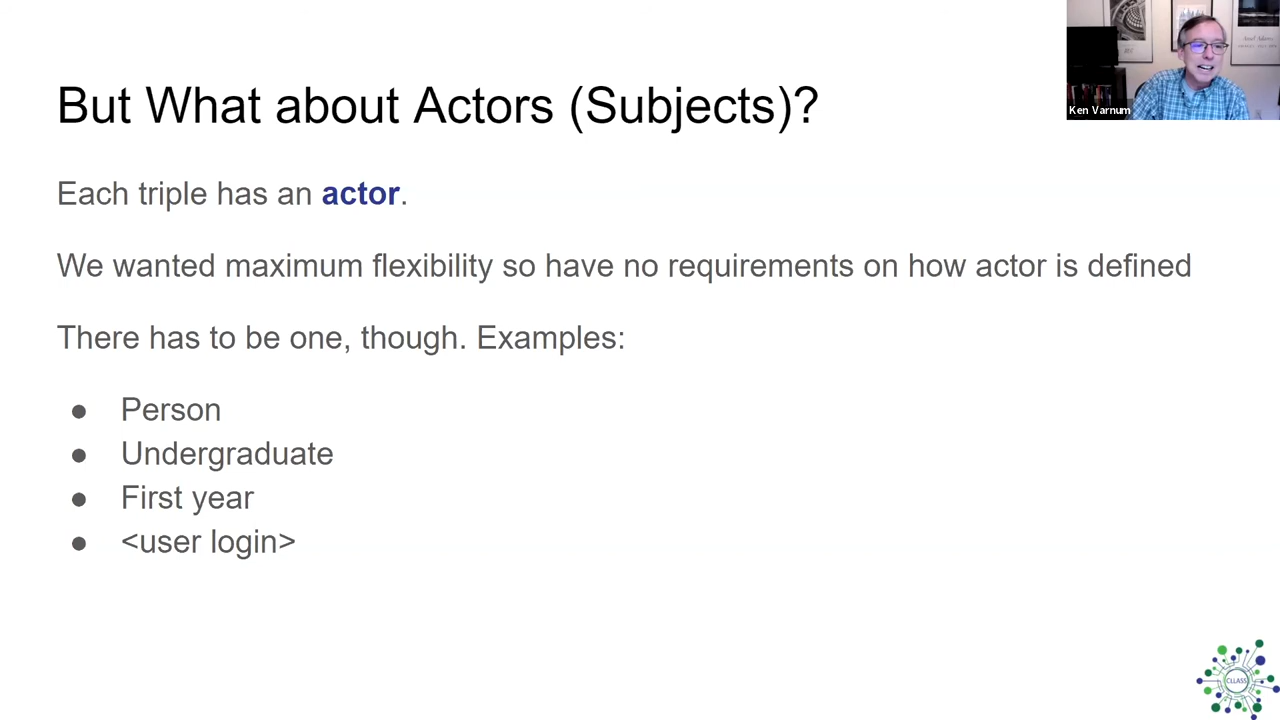 But What about Actors (Subjects)?
Ken Varnum
Each triple has an actor.
We wanted maximum flexibility so have no requirements on how actor is defined
There has to be one, though. Examples:
● Person
● Undergraduate
● First year
● <user login>
CLLASS